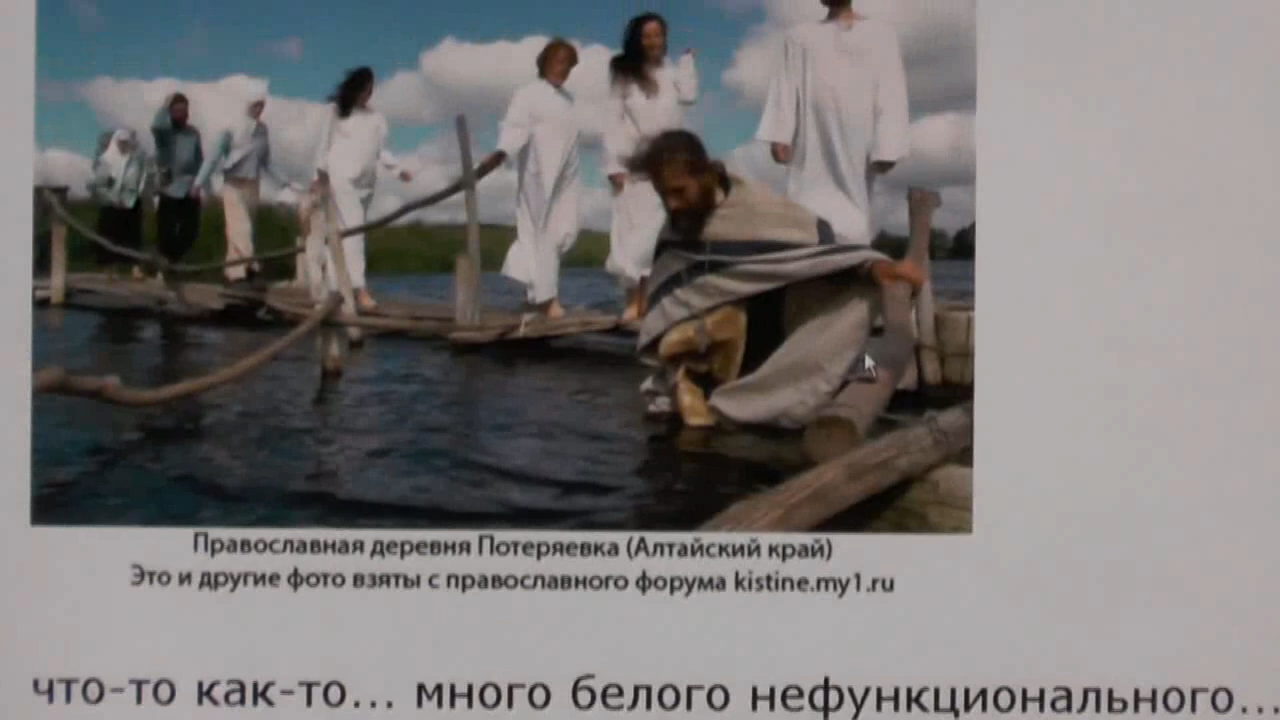 Православная деревня Потеряевка (Алтайский край)
Это и другие фото взяты с православного форума kistine.my1.ru
что-то как-то... много белого нефункционального...